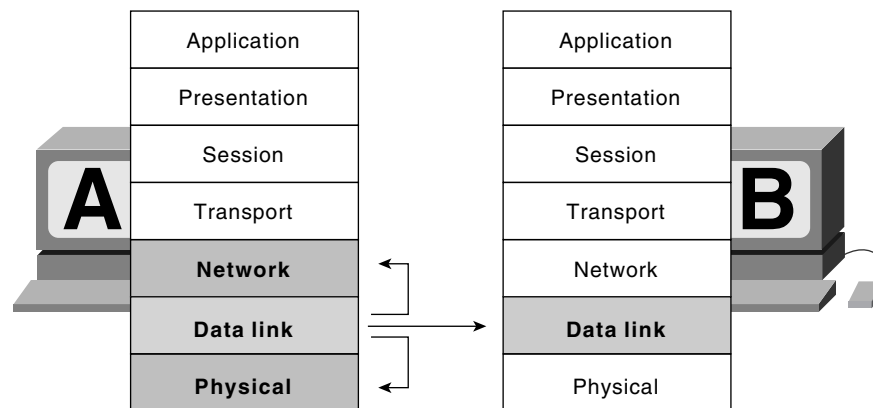 Application
Presentation
Session
Transport
Network
Data link
Physical
A
Application
Presentation
Session
Transport
Network
Data link
Physical
B